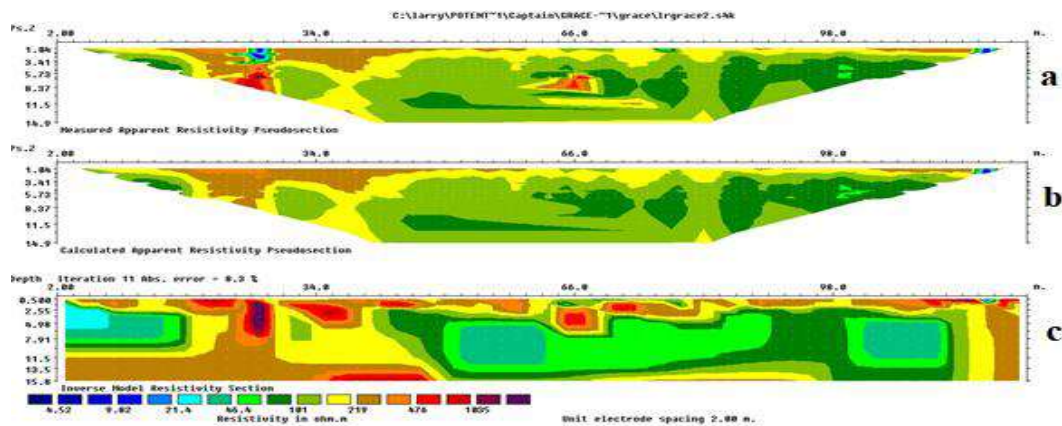 C:\larry\POTENT~1\Captain\GRACE-~1\grace\lrgrace2.s4k
Ps.Z 2.00 34.0 66.0 98.0 m.
1.04
3.41
5.73
8.37
11.5
14.9
a
Measured Apparent Resistivity Pseudosection
Ps.Z 2.00 34.0 66.0 98.0 m.
1.04
3.41
5.73
8.37
11.5
14.9
b
Calculated Apparent Resistivity Pseudosection
Depth Iteration 11 Abs. error = 8.3 %
2.00 34.0 66.0 98.0 m.
0.500
2.55
4.98
7.91
11.5
13.5
15.8
c
Inverse Model Resistivity Section
4.52 9.82 21.4 46.4 101 219 476 1035
Resistivity in ohm.m Unit electrode spacing 2.00 m.